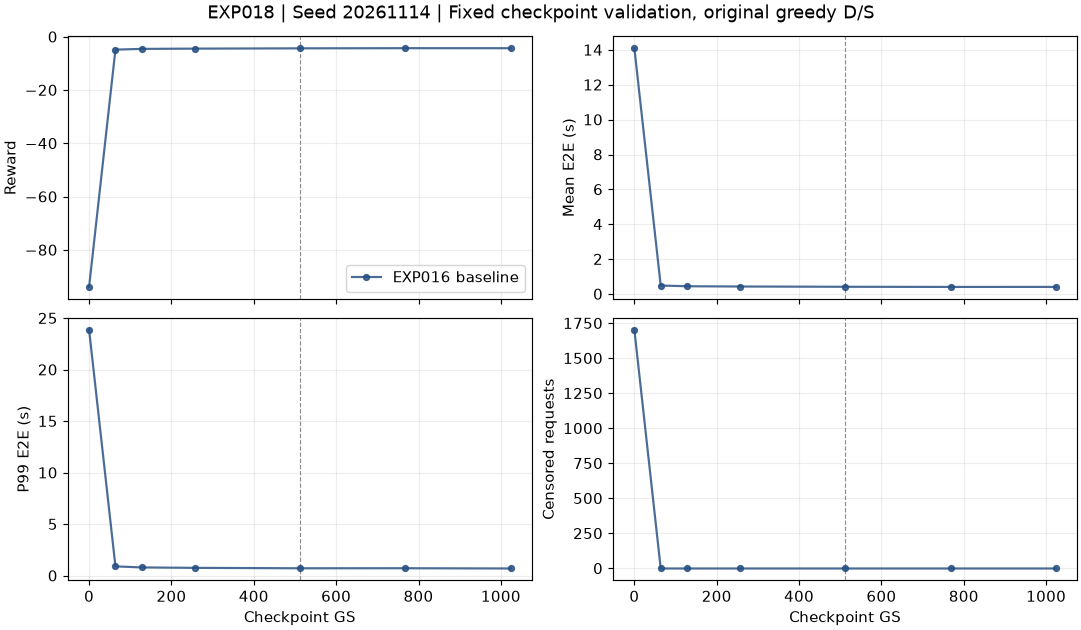 EXP018 | Seed 20261114 | Fixed checkpoint validation, original greedy D/S
0
−20
−40
−60
−80
Reward
EXP016 baseline
14
12
10
8
6
4
2
0
Mean E2E (s)
25
20
15
10
5
0
P99 E2E (s)
0 200 400 600 800 1000
Checkpoint GS
1750
1500
1250
1000
750
500
250
0
Censored requests
0 200 400 600 800 1000
Checkpoint GS